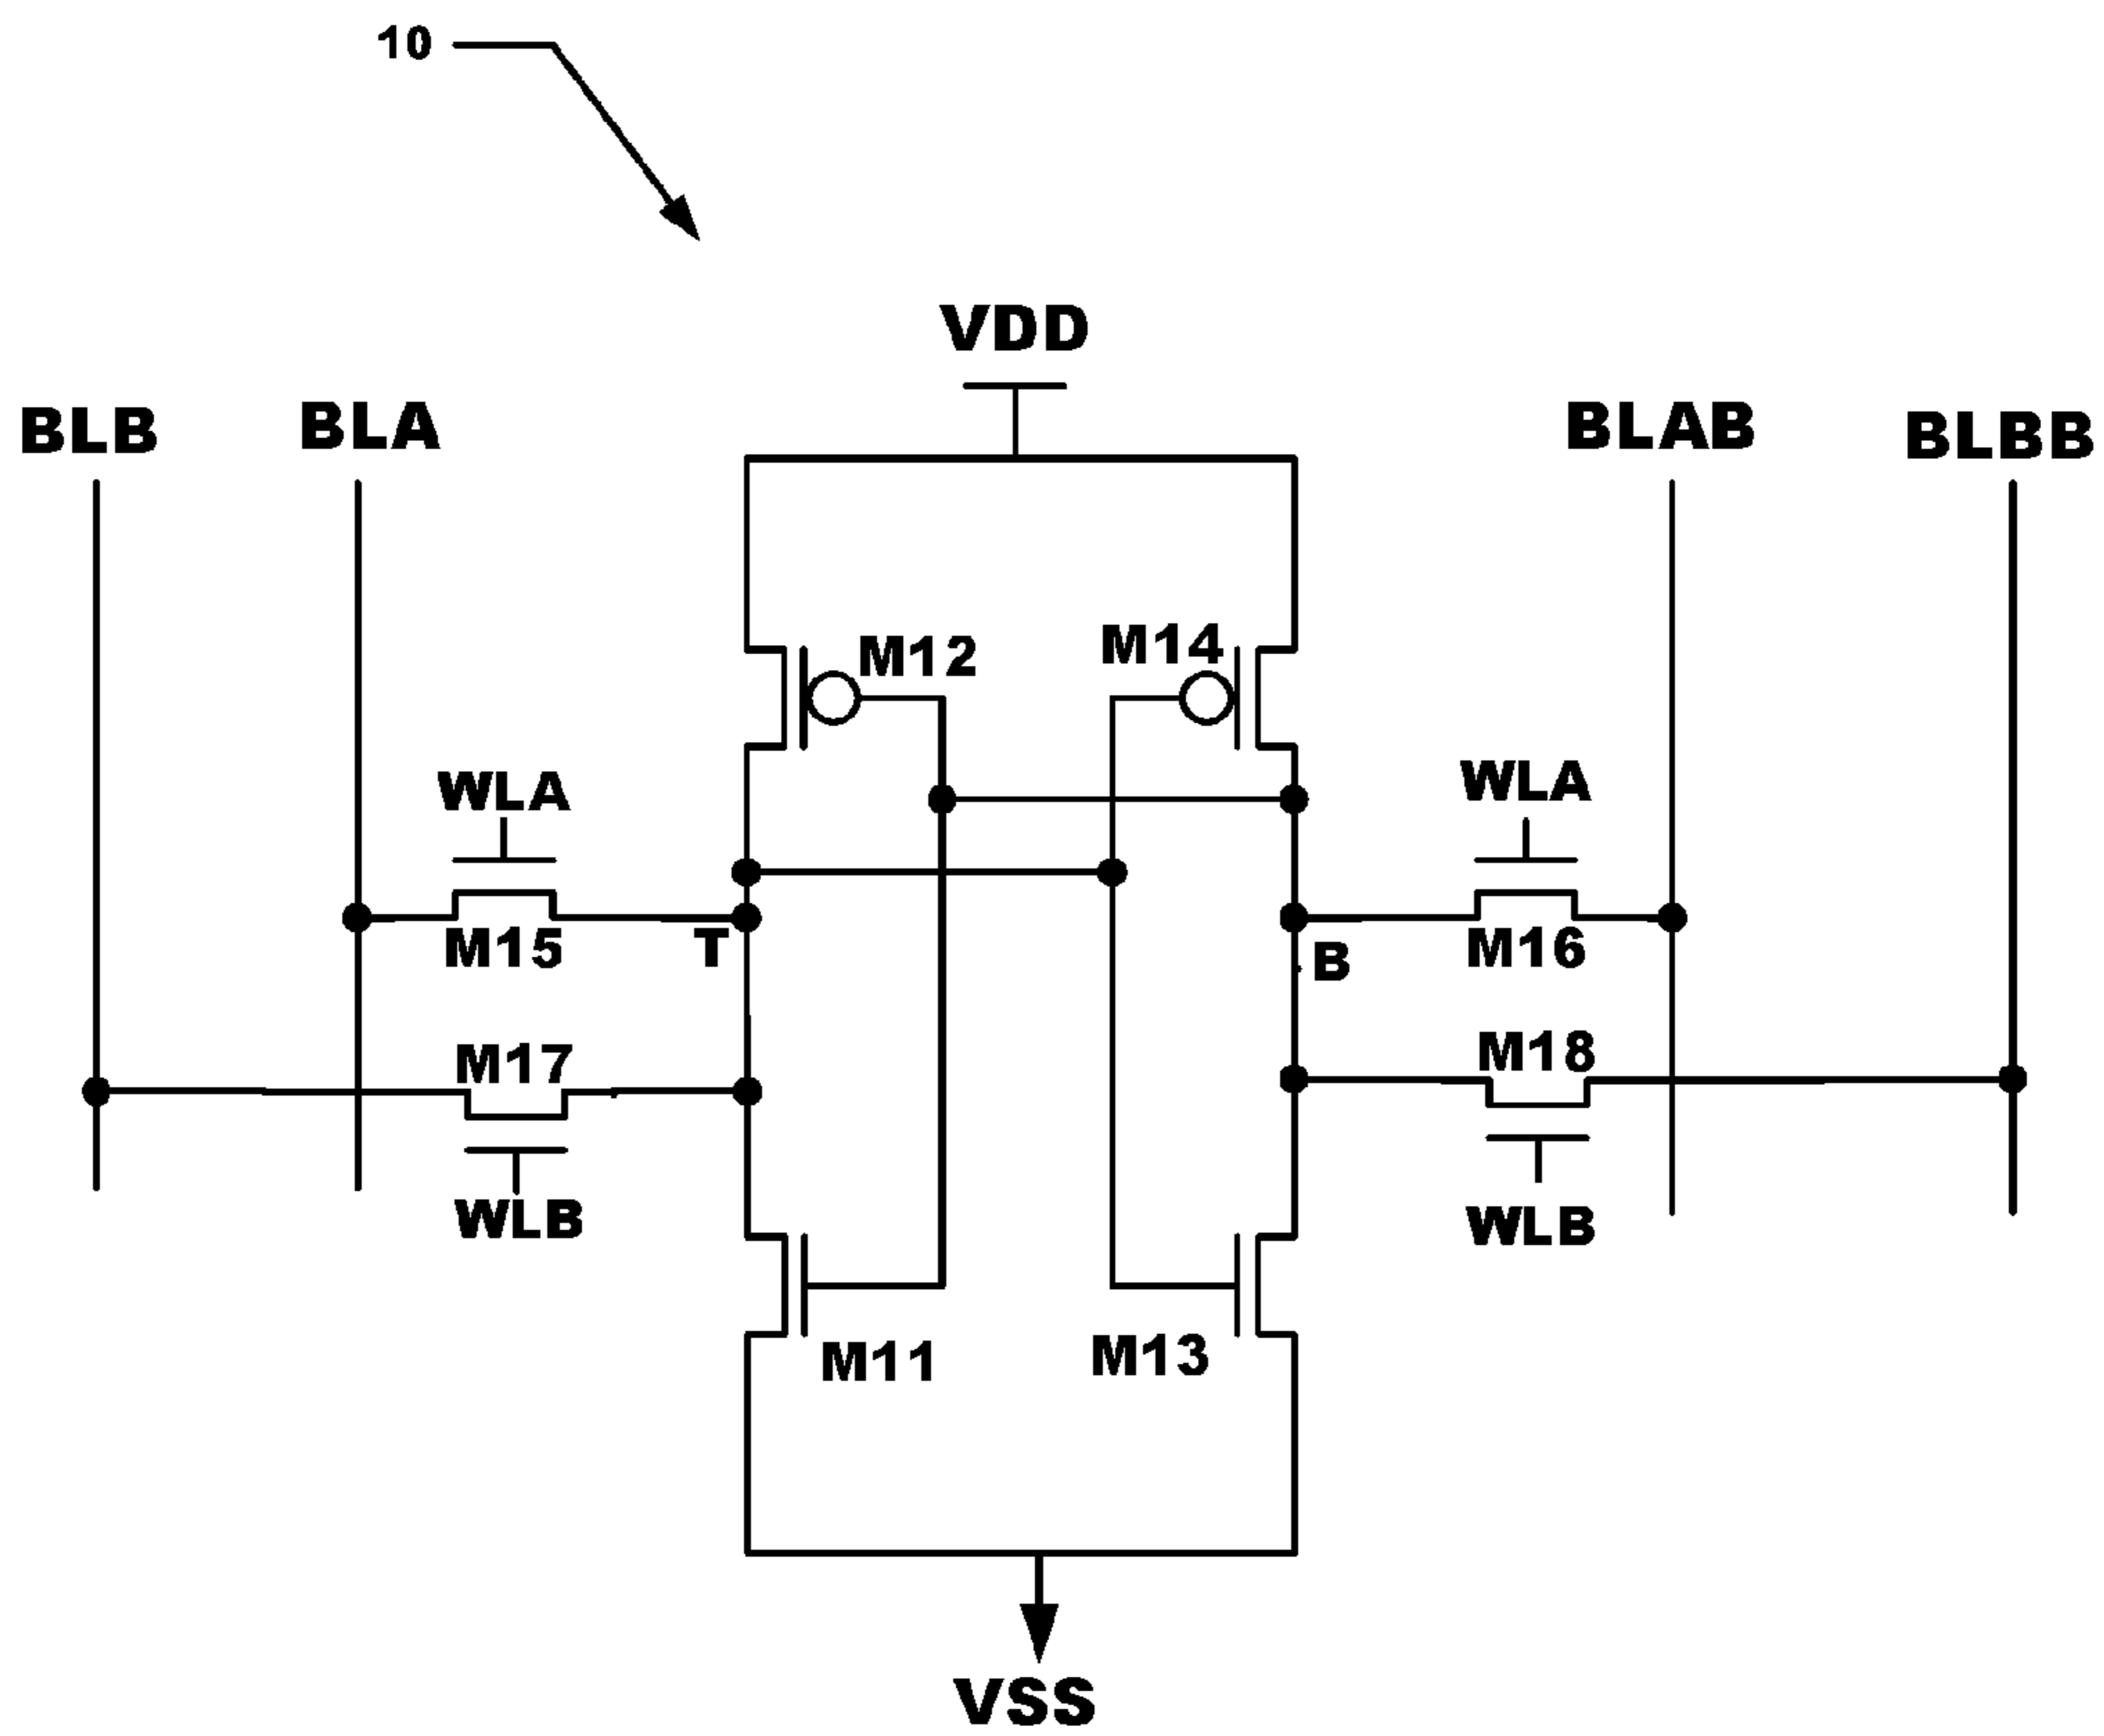 10
VDD
BLB BLA BLAB BLBB
M12 M14
WLA WLA
M15 T B M16
M17 M18
WLB WLB
M11 M13
VSS